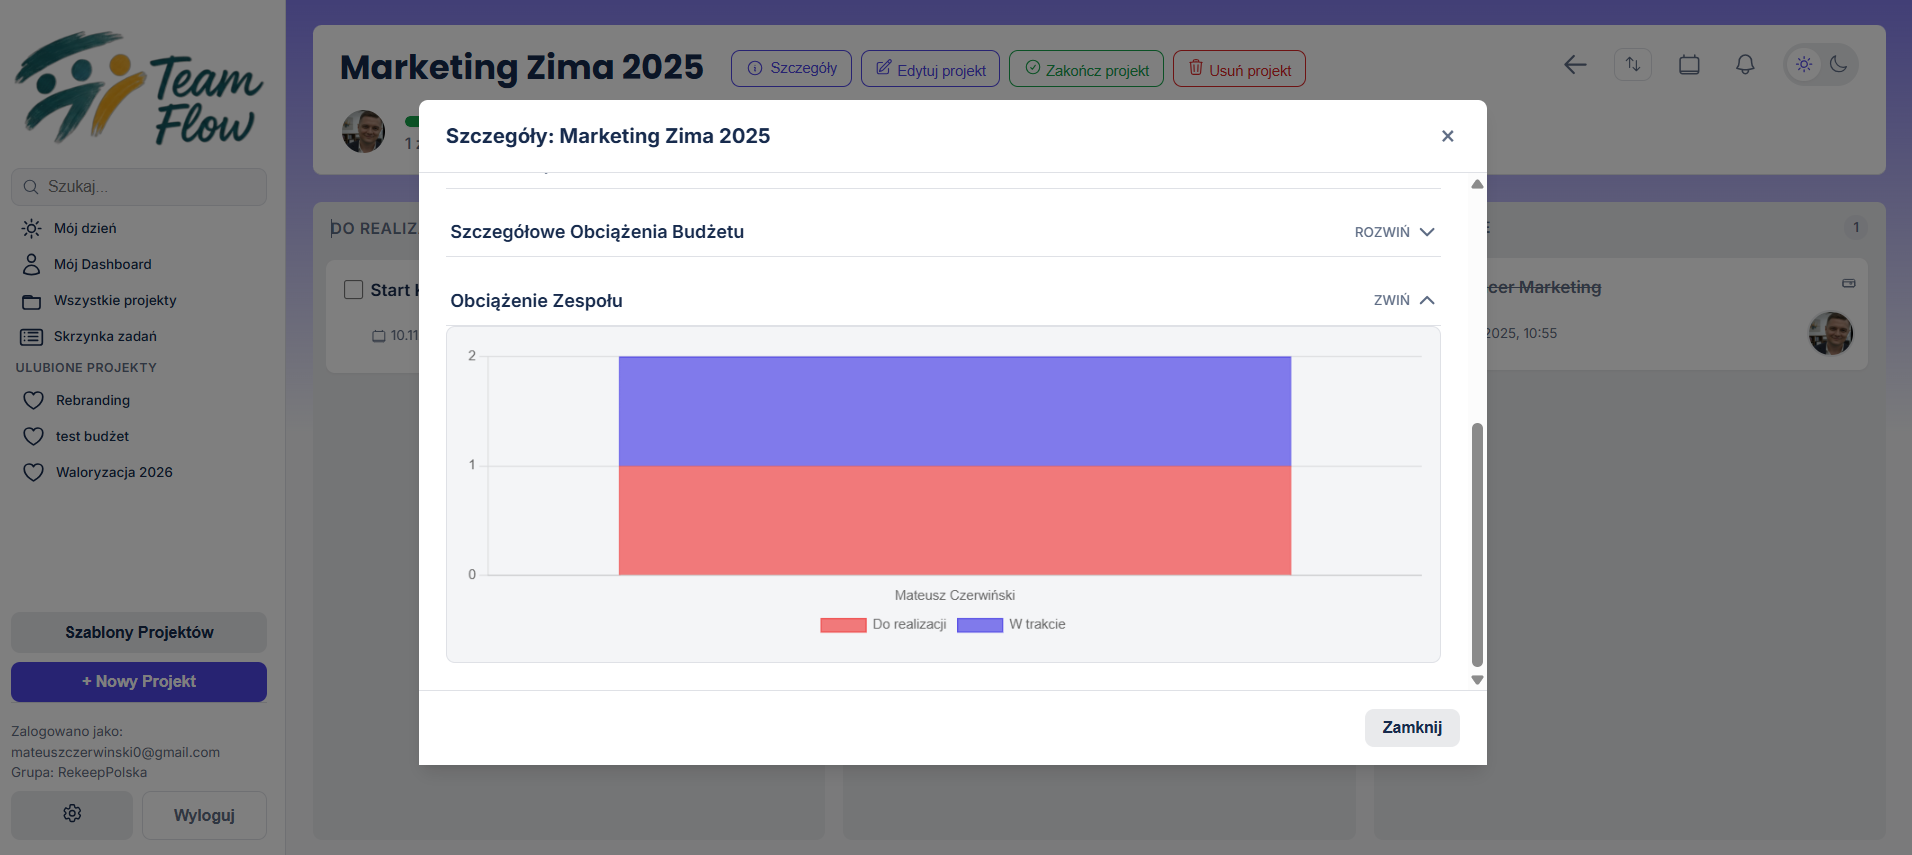 Team
Flow
Szukaj...
Mój dzień
Mój Dashboard
Wszystkie projekty
Skrzynka zadań
ULUBIONE PROJEKTY
Rebranding
test budżet
Waloryzacja 2026
Szablony Projektów
+ Nowy Projekt
Zalogowano jako:
mateuszczerwinski0@gmail.com
Grupa: RekeepPolska
Wyloguj
Marketing Zima 2025
Szczegóły
Edytuj projekt
Zakończ projekt
Usuń projekt
1 z
DO REALIZ
Start
10.11
1
cer Marketing
2025, 10:55
Szczegóły: Marketing Zima 2025
×
Szczegółowe Obciążenia Budżetu
ROZWIŃ
Obciążenie Zespołu
ZWIŃ
2
1
0
Mateusz Czerwiński
Do realizacji
W trakcie
Zamknij